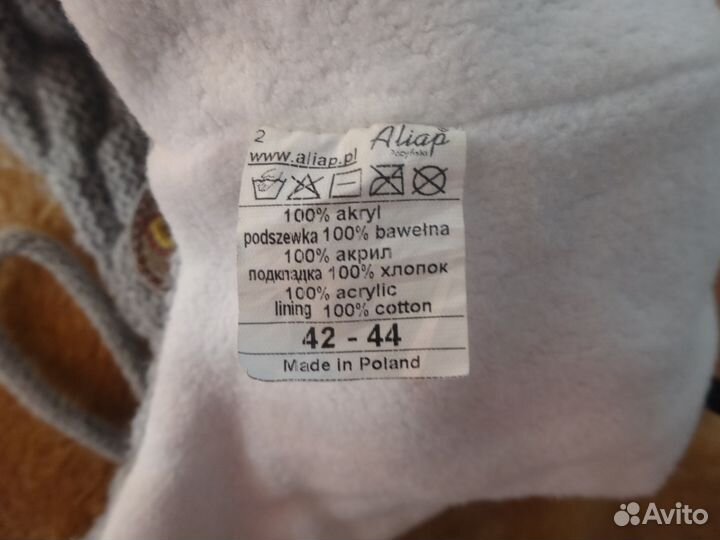 2
Aliap
www.aliap.pl
100% akryl
podszewka 100% bawełna
100% акрил
подкладка 100% хлопок
100% acrylic
lining 100% cotton
42 - 44
Made in Poland
Avito